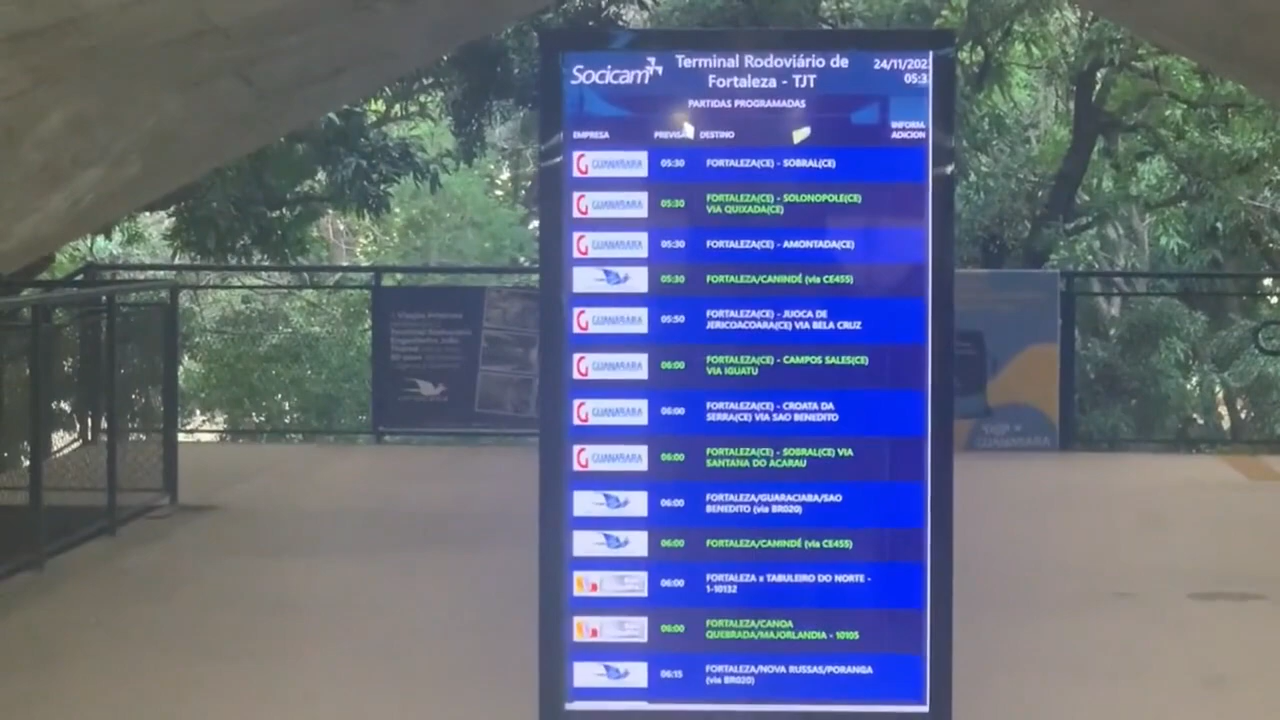 Socicam
Terminal Rodoviário de
Fortaleza - TJT
24/11/202
05:3
PARTIDAS PROGRAMADAS
EMPRESA
PREVIS
DESTINO
INFORM.
ADICION
GUANABARA 05:30 FORTALEZA(CE) - SOBRAL(CE)
GUANABARA 05:30 FORTALEZA(CE) - SOLONOPOLE(CE)
VIA QUIXADA(CE)
GUANABARA 05:30 FORTALEZA(CE) - AMONTADA(CE)
05:30 FORTALEZA/CANINDÉ (via CE455)
GUANABARA 05:50 FORTALEZA(CE) - JIJOCA DE
JERICOACOARA(CE) VIA BELA CRUZ
GUANABARA 06:00 FORTALEZA(CE) - CAMPOS SALES(CE)
VIA IGUATU
GUANABARA 06:00 FORTALEZA(CE) - CROATA DA
SERRA(CE) VIA SAO BENEDITO
GUANABARA 06:00 FORTALEZA(CE) - SOBRAL(CE) VIA
SANTANA DO ACARAU
06:00 FORTALEZA/GUARACIABA/SAO
BENEDITO (via BR020)
06:00 FORTALEZA/CANINDÉ (via CE455)
06:00 FORTALEZA x TABULEIRO DO NORTE -
1-10132
06:00 FORTALEZA/CANOA
QUEBRADA/MAJORLANDIA - 10105
06:15 FORTALEZA/NOVA RUSSAS/PORANGA
(via BR020)
GUANABARA